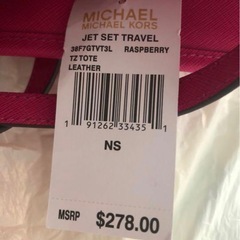 MICHAEL
MICHAEL KORS
JET SET TRAVEL
38F7GTVT3L RASPBERRY
TZ TOTE
LEATHER
1 91262 33435 1
NS
MSRP $278.00